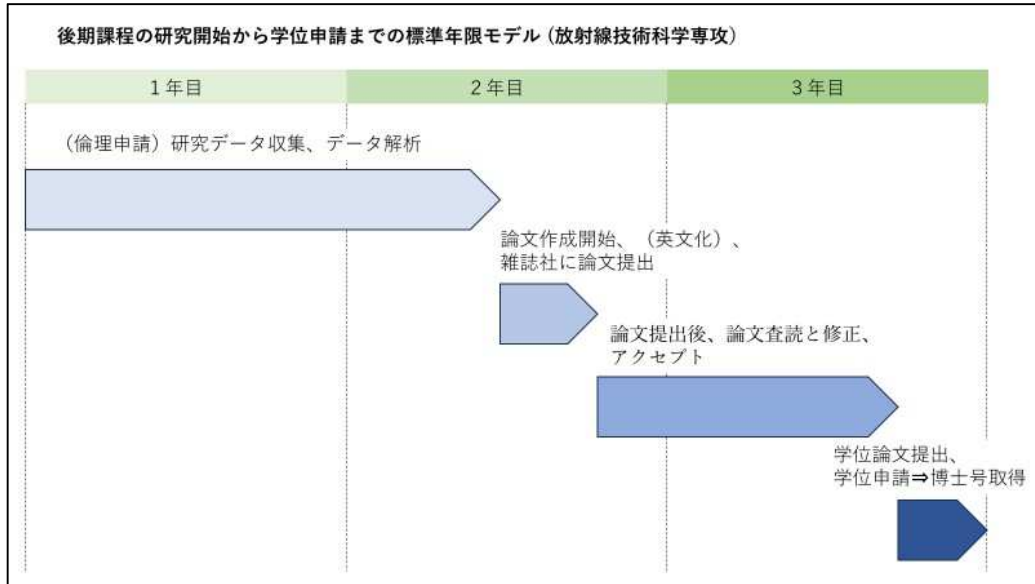 後期課程の研究開始から学位申請までの標準年限モデル (放射線技術科学専攻)
1年目
2年目
3年目
（倫理申請）研究データ収集、データ解析
論文作成開始、（英文化）、
雑誌社に論文提出
論文提出後、論文査読と修正、
アクセプト
学位論文提出、
学位申請⇒博士号取得